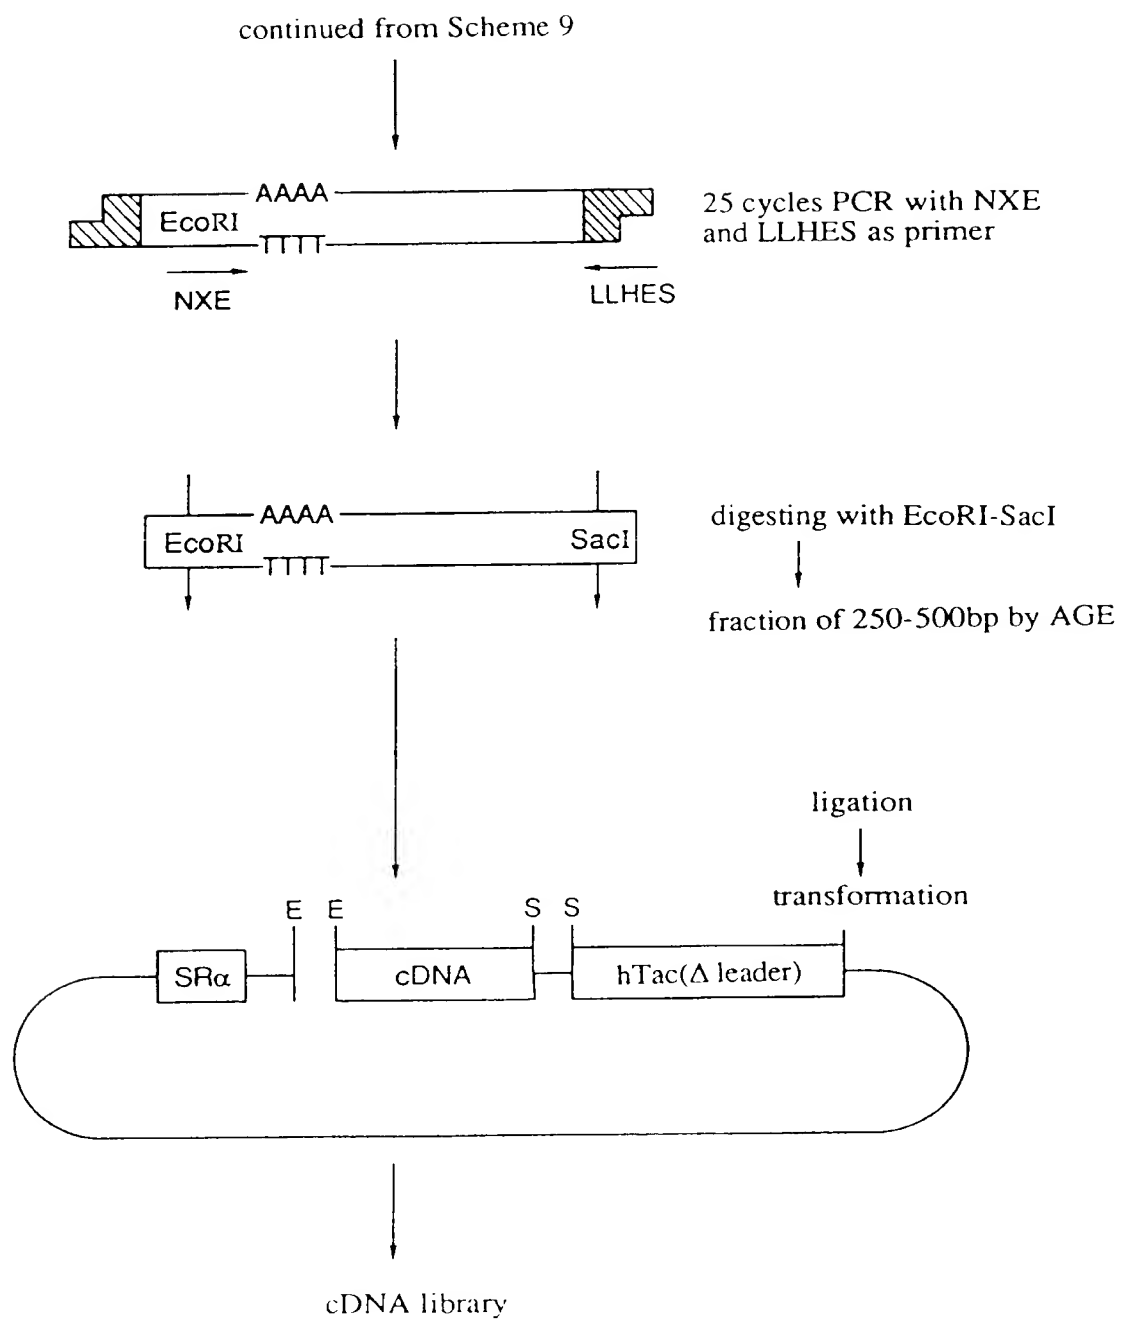 continued from Scheme 9
AAAA
EcoRI
TTTT
NXE
LLHES
25 cycles PCR with NXE
and LLHES as primer
AAAA
EcoRI
SacI
TTTT
digesting with EcoRI-SacI
fraction of 250-500bp by AGE
ligation
transformation
E E S S
SRα
cDNA
hTac(Δ leader)
cDNA library